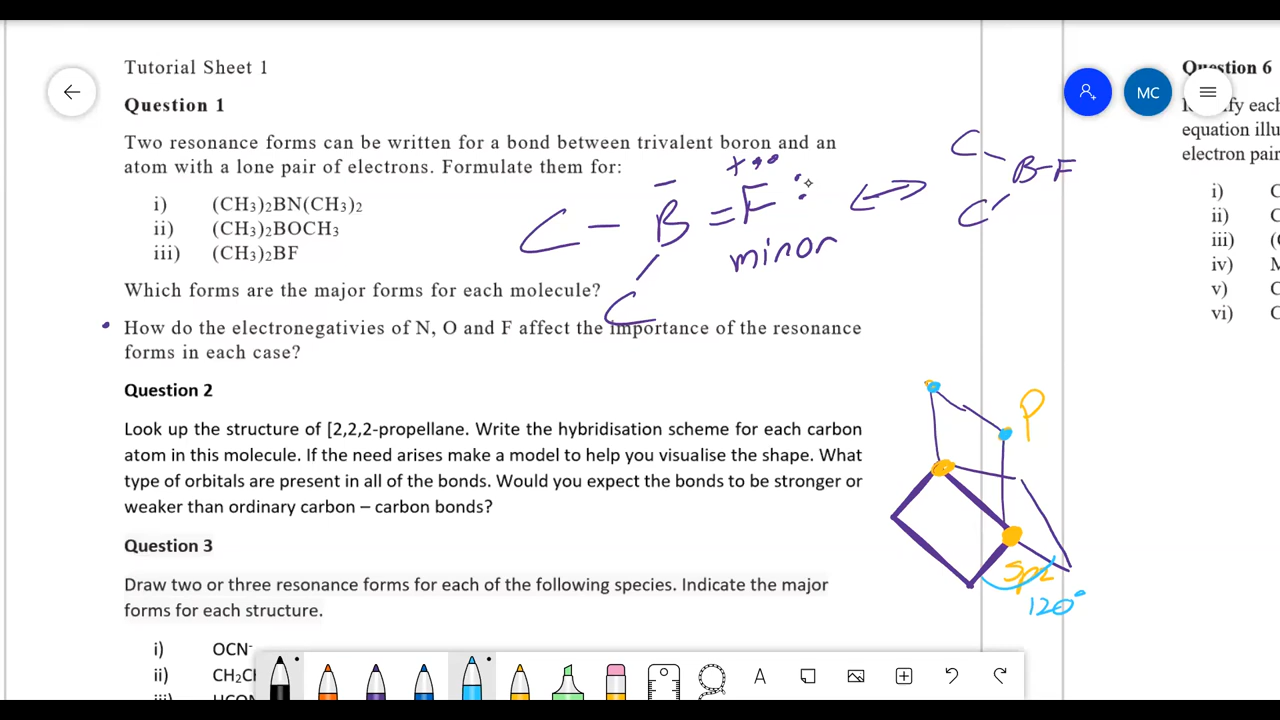 Tutorial Sheet 1
Question 1
Two resonance forms can be written for a bond between trivalent boron and an
atom with a lone pair of electrons. Formulate them for:
i) (CH3)2BN(CH3)2
ii) (CH3)2BOCH3
iii) (CH3)2BF
C – B = F :
C
+
minor
C
B–F
C
Which forms are the major forms for each molecule?
• How do the electronegativies of N, O and F affect the importance of the resonance
forms in each case?
Question 2
Look up the structure of [2,2,2-propellane. Write the hybridisation scheme for each carbon
atom in this molecule. If the need arises make a model to help you visualise the shape. What
type of orbitals are present in all of the bonds. Would you expect the bonds to be stronger or
weaker than ordinary carbon – carbon bonds?
P
sp2
120°
Question 3
Draw two or three resonance forms for each of the following species. Indicate the major
forms for each structure.
i) OCN-
ii)
A
MC
Question 6
each
equation
electron pair
i)
ii)
iii) (
iv)
v)
vi)